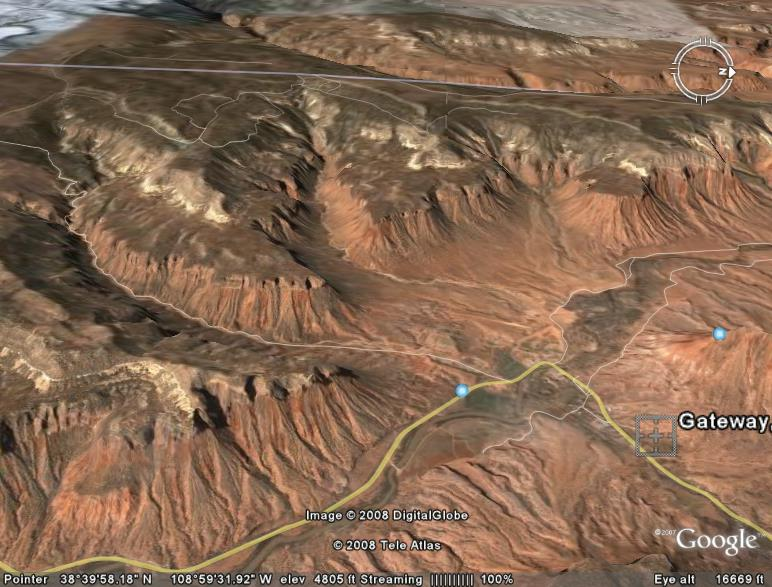 N
Gateway,
Image © 2008 DigitalGlobe
© 2008 Tele Atlas
©2007 Google™
Pointer 38°39'58.18" N 108°59'31.92" W elev 4805 ft Streaming |||||||||| 100% Eye alt 16669 ft